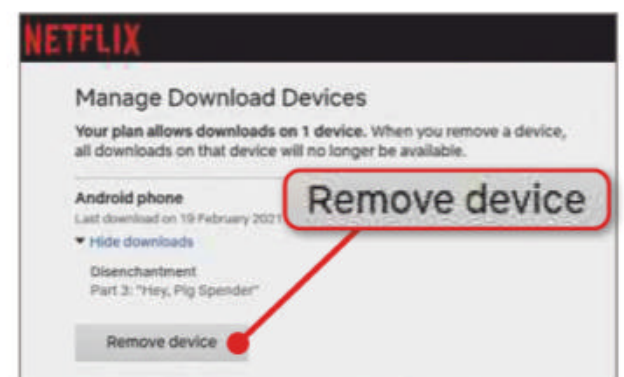 NETFLIX
Manage Download Devices
Your plan allows downloads on 1 device. When you remove a device,
all downloads on that device will no longer be available.
Android phone
Last download on 19 February 2021
Remove device
Hide downloads
Disenchantment
Part 3: "Hey, Pig Spender"
Remove device